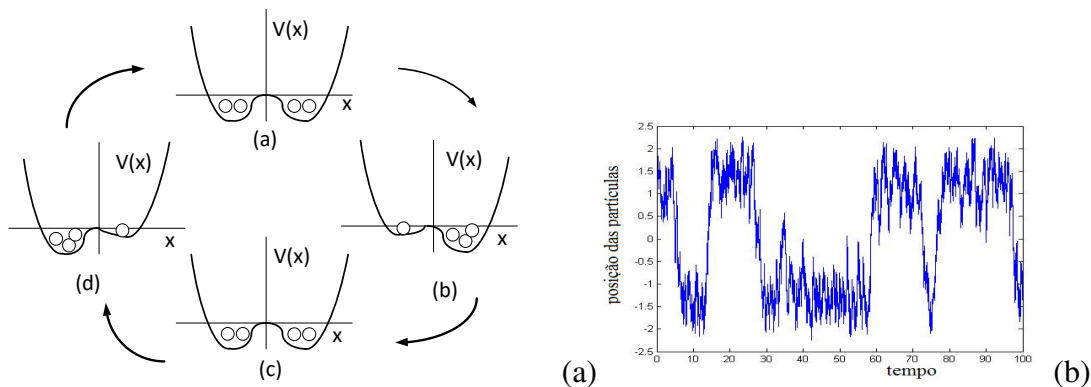 V(x)
x
(a)
V(x)
x
(d)
V(x)
x
(b)
V(x)
x
(c)
(a)
posição das partículas
2.5
2
1.5
1
0.5
0
-0.5
-1
-1.5
-2
-2.5
0 10 20 30 40 50 60 70 80 90 100
tempo
(b)